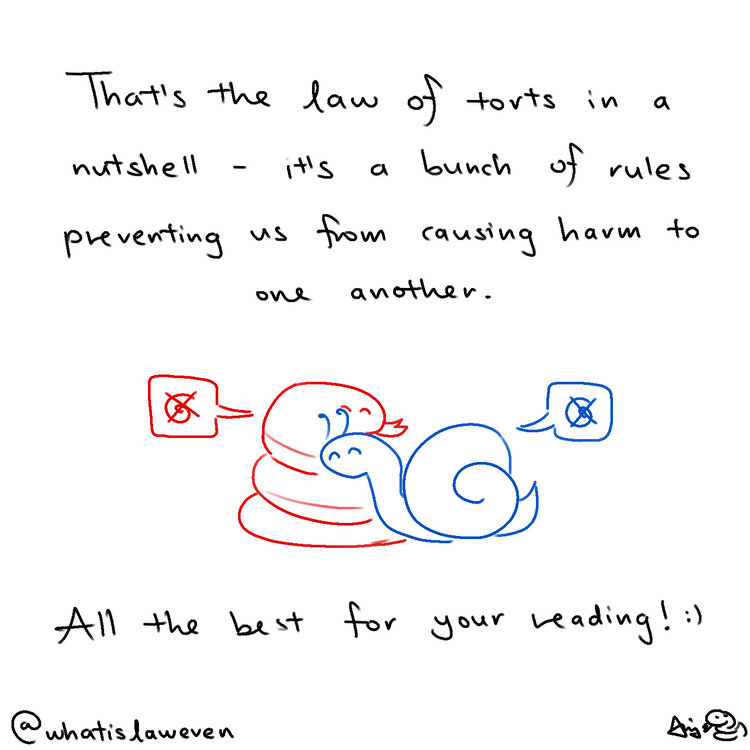 That's the law of torts in a
nutshell - it's a bunch of rules
preventing us from causing harm to
one another.
All the best for your reading! :)
@whatislaweven